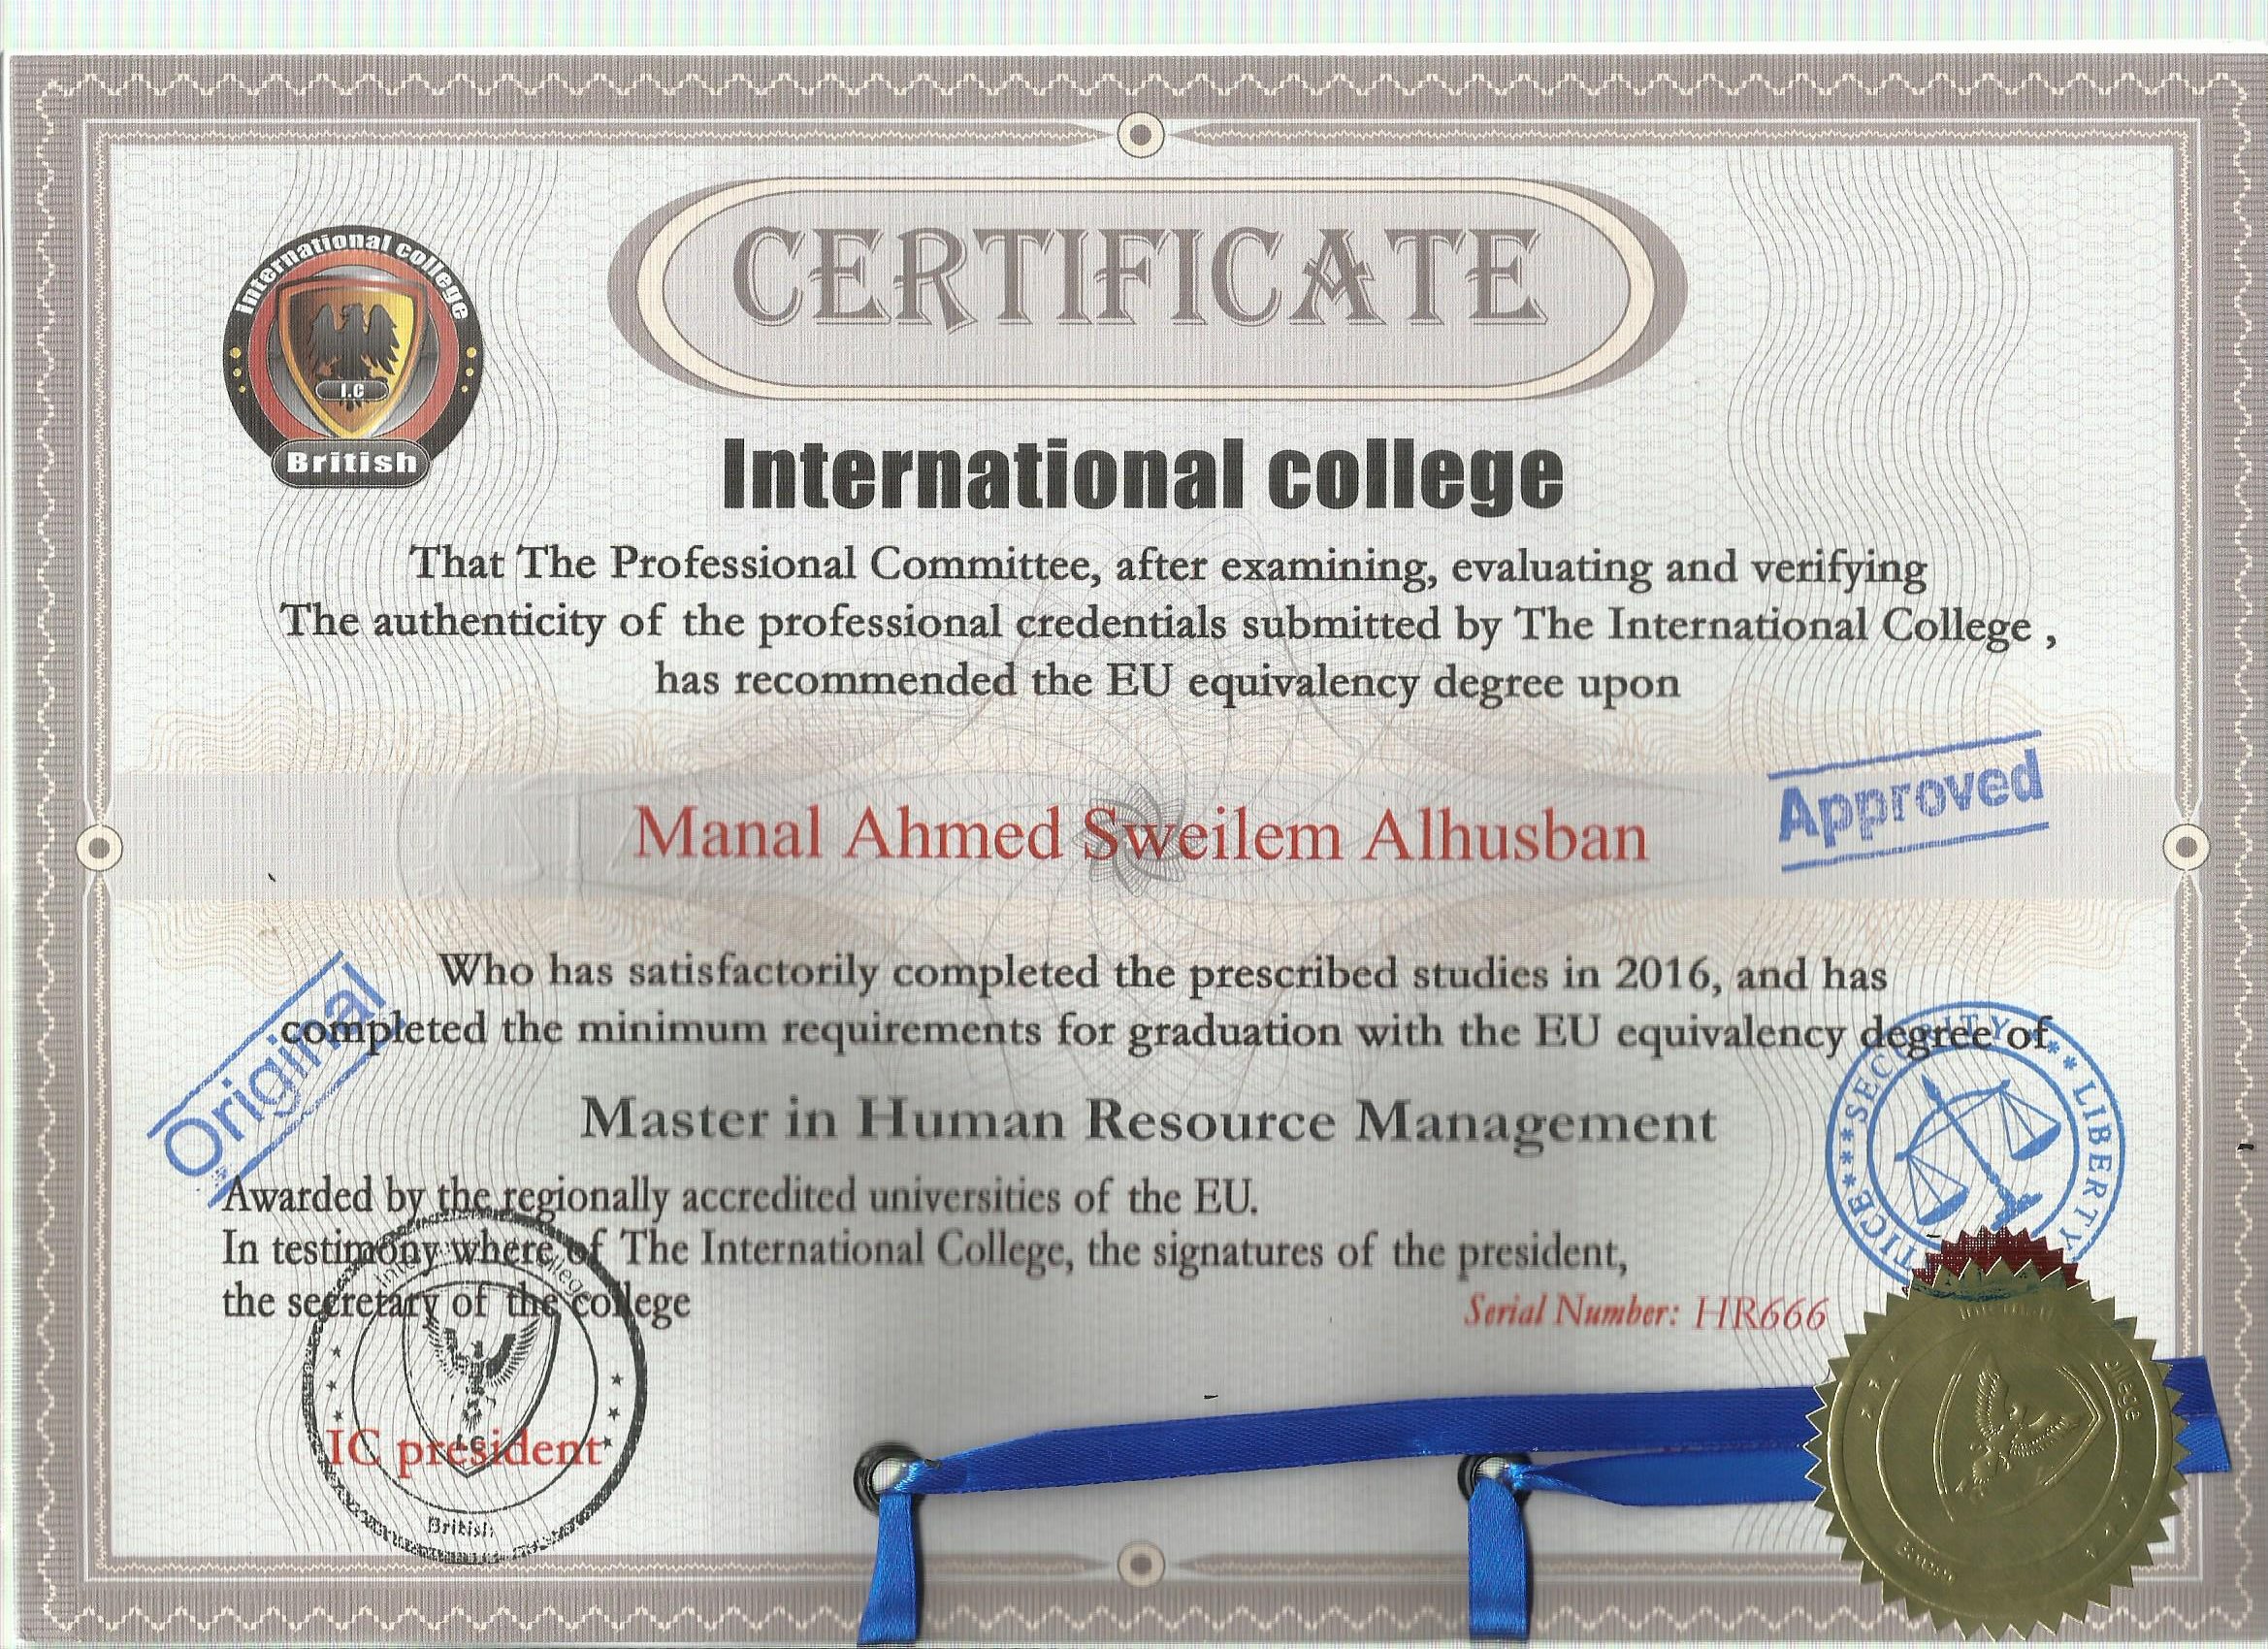 International college
I.C
British
CERTIFICATE
International college
That The Professional Committee, after examining, evaluating and verifying
The authenticity of the professional credentials submitted by The International College ,
has recommended the EU equivalency degree upon
Approved
Manal Ahmed Sweilem Alhusban
Who has satisfactorily completed the prescribed studies in 2016, and has
completed the minimum requirements for graduation with the EU equivalency degree of
Original
Master in Human Resource Management
SECURITY ** LIBERTY
Awarded by the regionally accredited universities of the EU.
In testimony where of The International College, the signatures of the president,
the secretary of the college
Serial Number: HR666
IC president
British